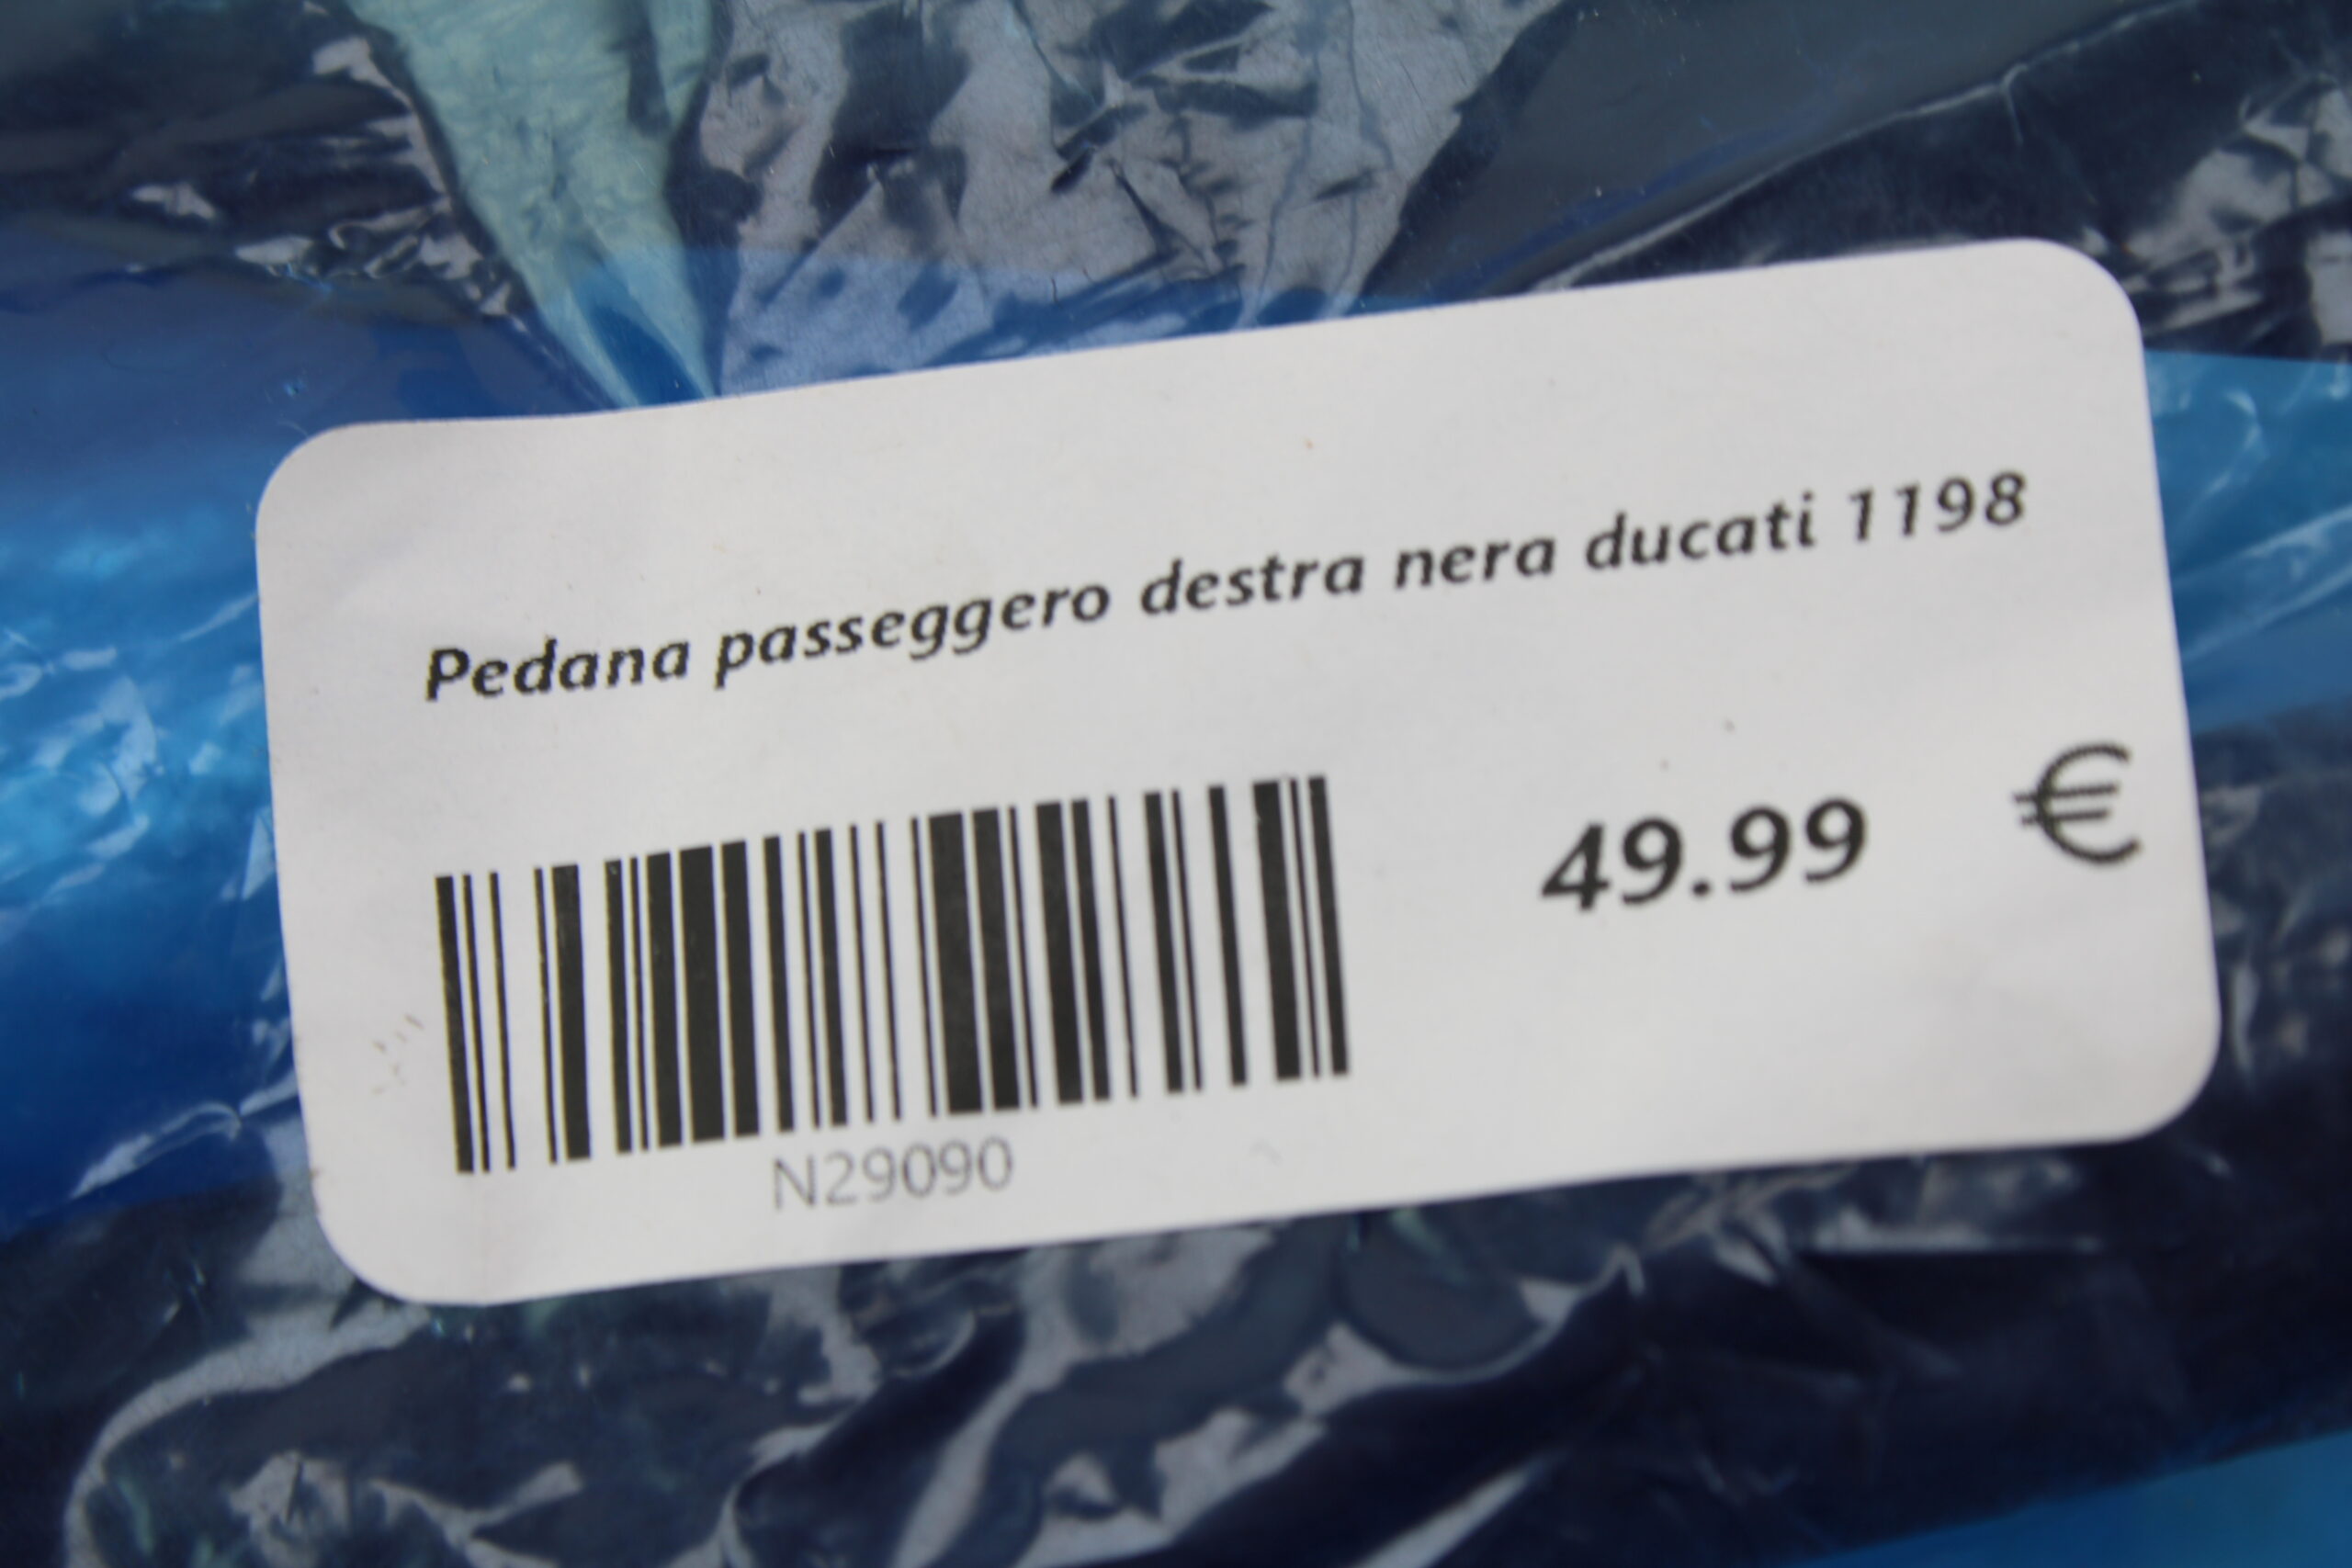 Pedana passeggero destra nera ducati 1198
49.99 €
N29090